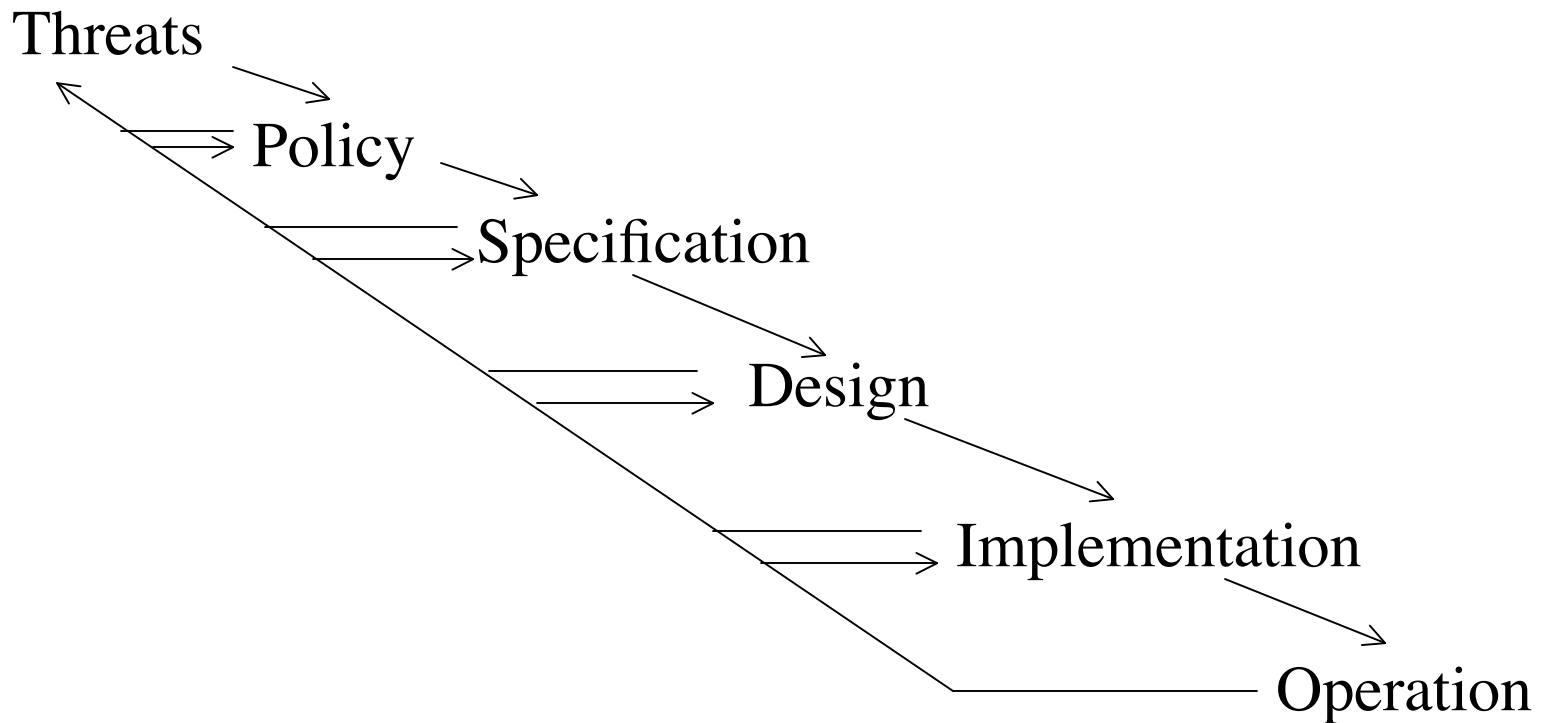 Threats
Policy
Specification
Design
Implementation
Operation